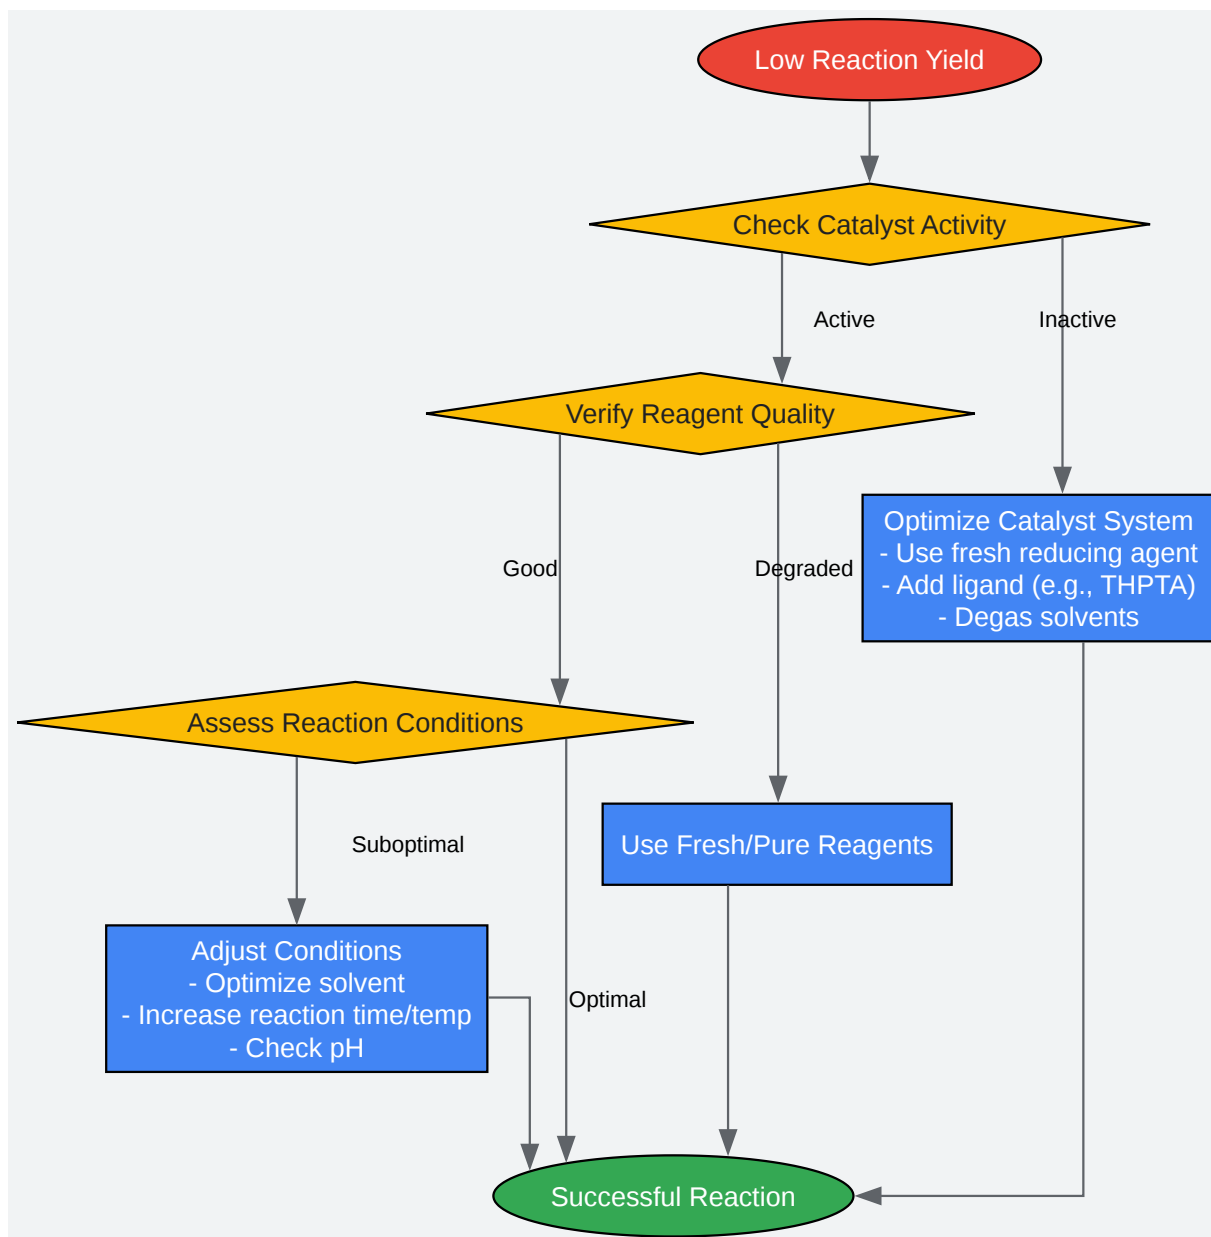 Low Reaction Yield
Check Catalyst Activity
Active
Inactive
Verify Reagent Quality
Good
Degraded
Optimize Catalyst System
- Use fresh reducing agent
- Add ligand (e.g., THPTA)
- Degas solvents
Assess Reaction Conditions
Suboptimal
Use Fresh/Pure Reagents
Adjust Conditions
- Optimize solvent
- Increase reaction time/temp
- Check pH
Optimal
Successful Reaction